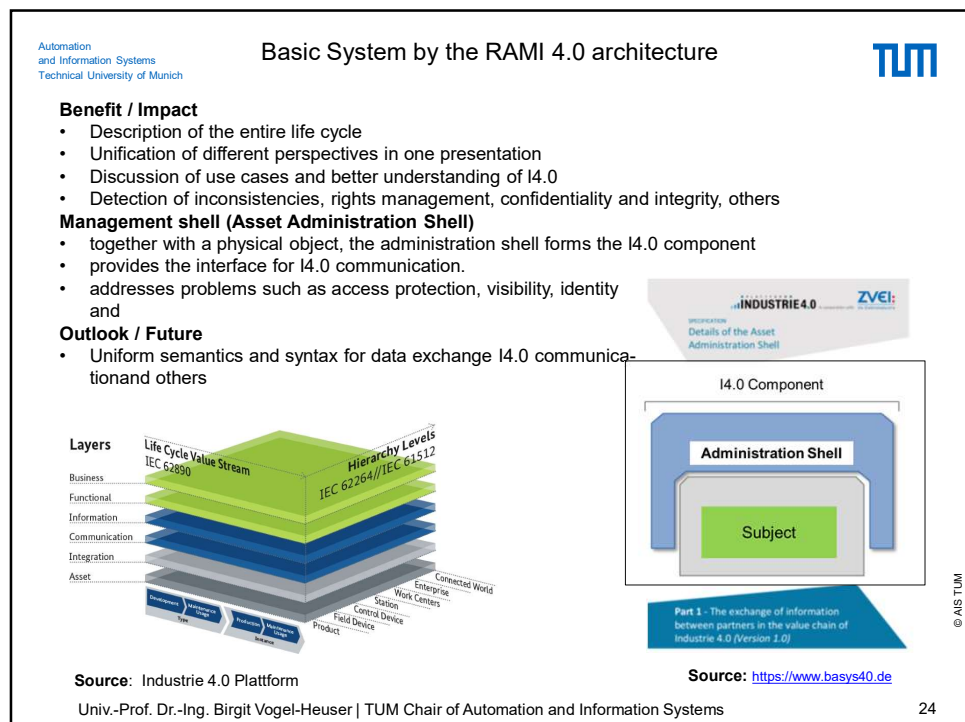 Automation
and Information Systems
Technical University of Munich
Basic System by the RAMI 4.0 architecture
TUM
Benefit / Impact
• Description of the entire life cycle
• Unification of different perspectives in one presentation
• Discussion of use cases and better understanding of I4.0
• Detection of inconsistencies, rights management, confidentiality and integrity, others
Management shell (Asset Administration Shell)
• together with a physical object, the administration shell forms the I4.0 component
• provides the interface for I4.0 communication.
• addresses problems such as access protection, visibility, identity
and
Outlook / Future
• Uniform semantics and syntax for data exchange I4.0 communica-
tionand others
INDUSTRIE4.0
ZVEI:
SPECIFICATION
Details of the Asset
Administration Shell
I4.0 Component
Administration Shell
Subject
Part 1 - The exchange of information
between partners in the value chain of
Industrie 4.0 (Version 1.0)
Source: https://www.basys40.de
Layers
Business
Functional
Information
Communication
Integration
Asset
Life Cycle Value Stream
IEC 62890
Hierarchy Levels
IEC 62264//IEC 61512
Connected World
Enterprise
Work Centers
Station
Control Device
Field Device
Product
Development
Maintenance
Usage
Type
Production
Maintenance
Usage
Instance
Source: Industrie 4.0 Plattform
© AIS TUM
Univ.-Prof. Dr.-Ing. Birgit Vogel-Heuser | TUM Chair of Automation and Information Systems
24